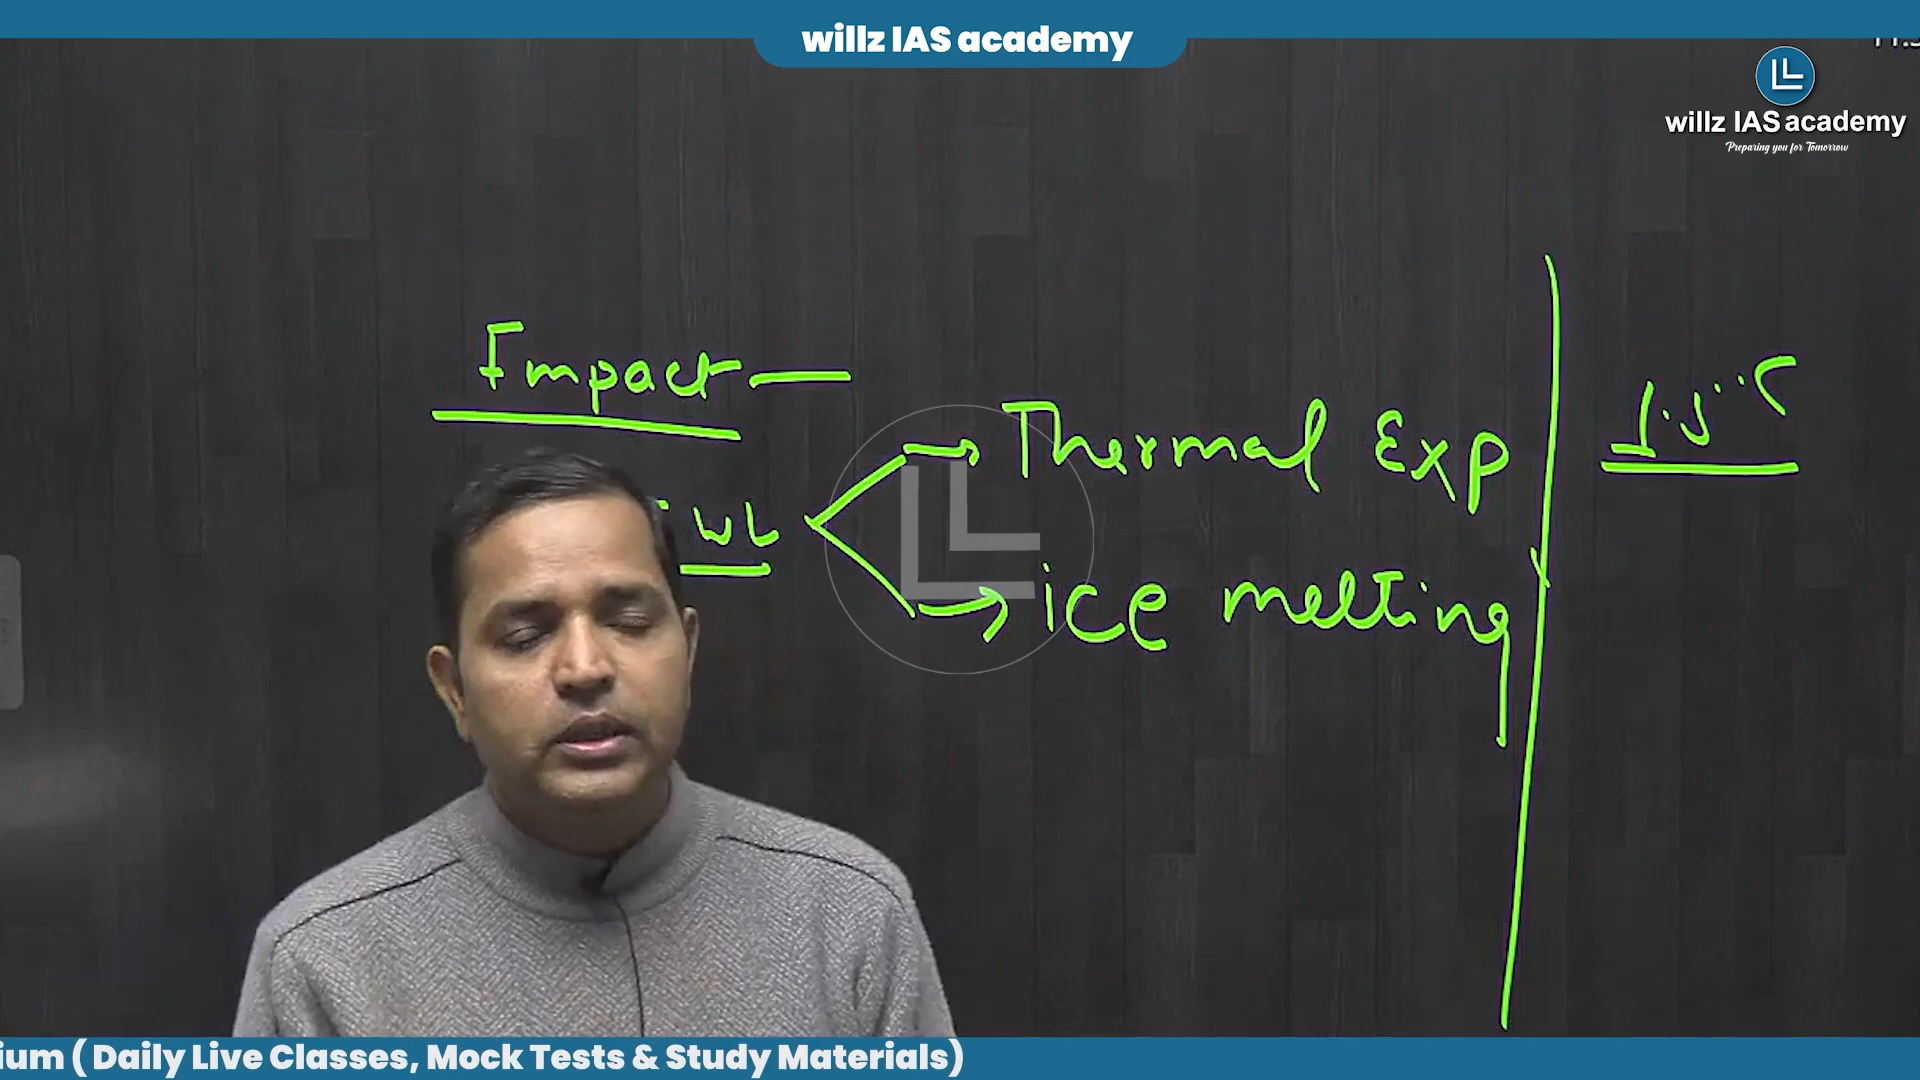 willz IAS academy
willz IAS academy
Preparing you for Tomorrow
Impact —
Thermal Exp
WL
ice melting
ium ( Daily Live Classes, Mock Tests & Study Materials)